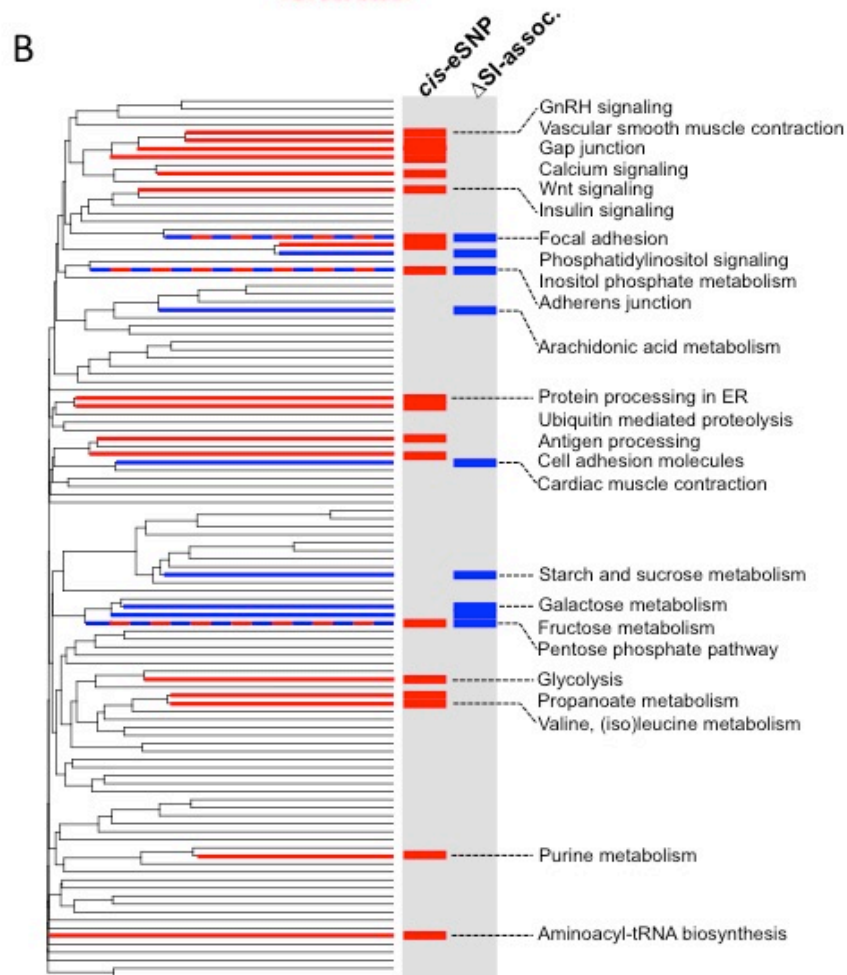 B
cis-eSNP
ΔSI-assoc.
GnRH signaling
Vascular smooth muscle contraction
Gap junction
Calcium signaling
Wnt signaling
Insulin signaling
Focal adhesion
Phosphatidylinositol signaling
Inositol phosphate metabolism
Adherens junction
Arachidonic acid metabolism
Protein processing in ER
Ubiquitin mediated proteolysis
Antigen processing
Cell adhesion molecules
Cardiac muscle contraction
Starch and sucrose metabolism
Galactose metabolism
Fructose metabolism
Pentose phosphate pathway
Glycolysis
Propanoate metabolism
Valine, (iso)leucine metabolism
Purine metabolism
Aminoacyl-tRNA biosynthesis